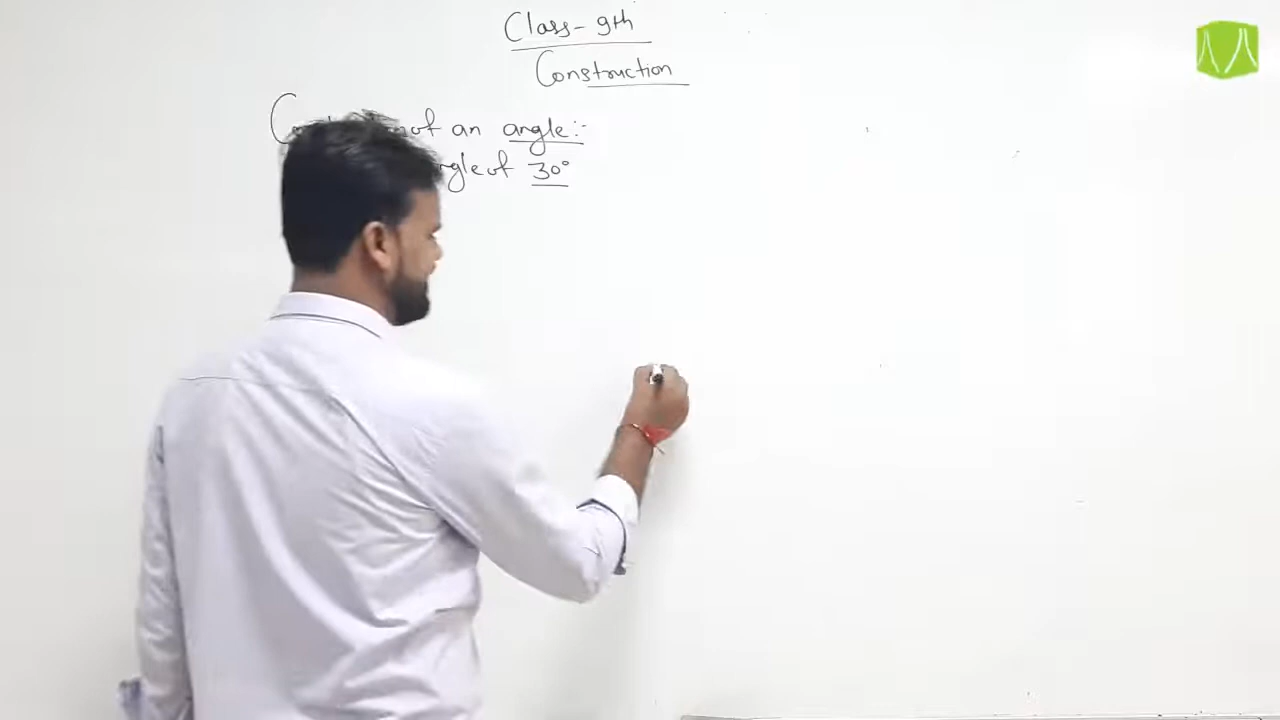 Class-9th
Construction
of an angle:-
of 30°